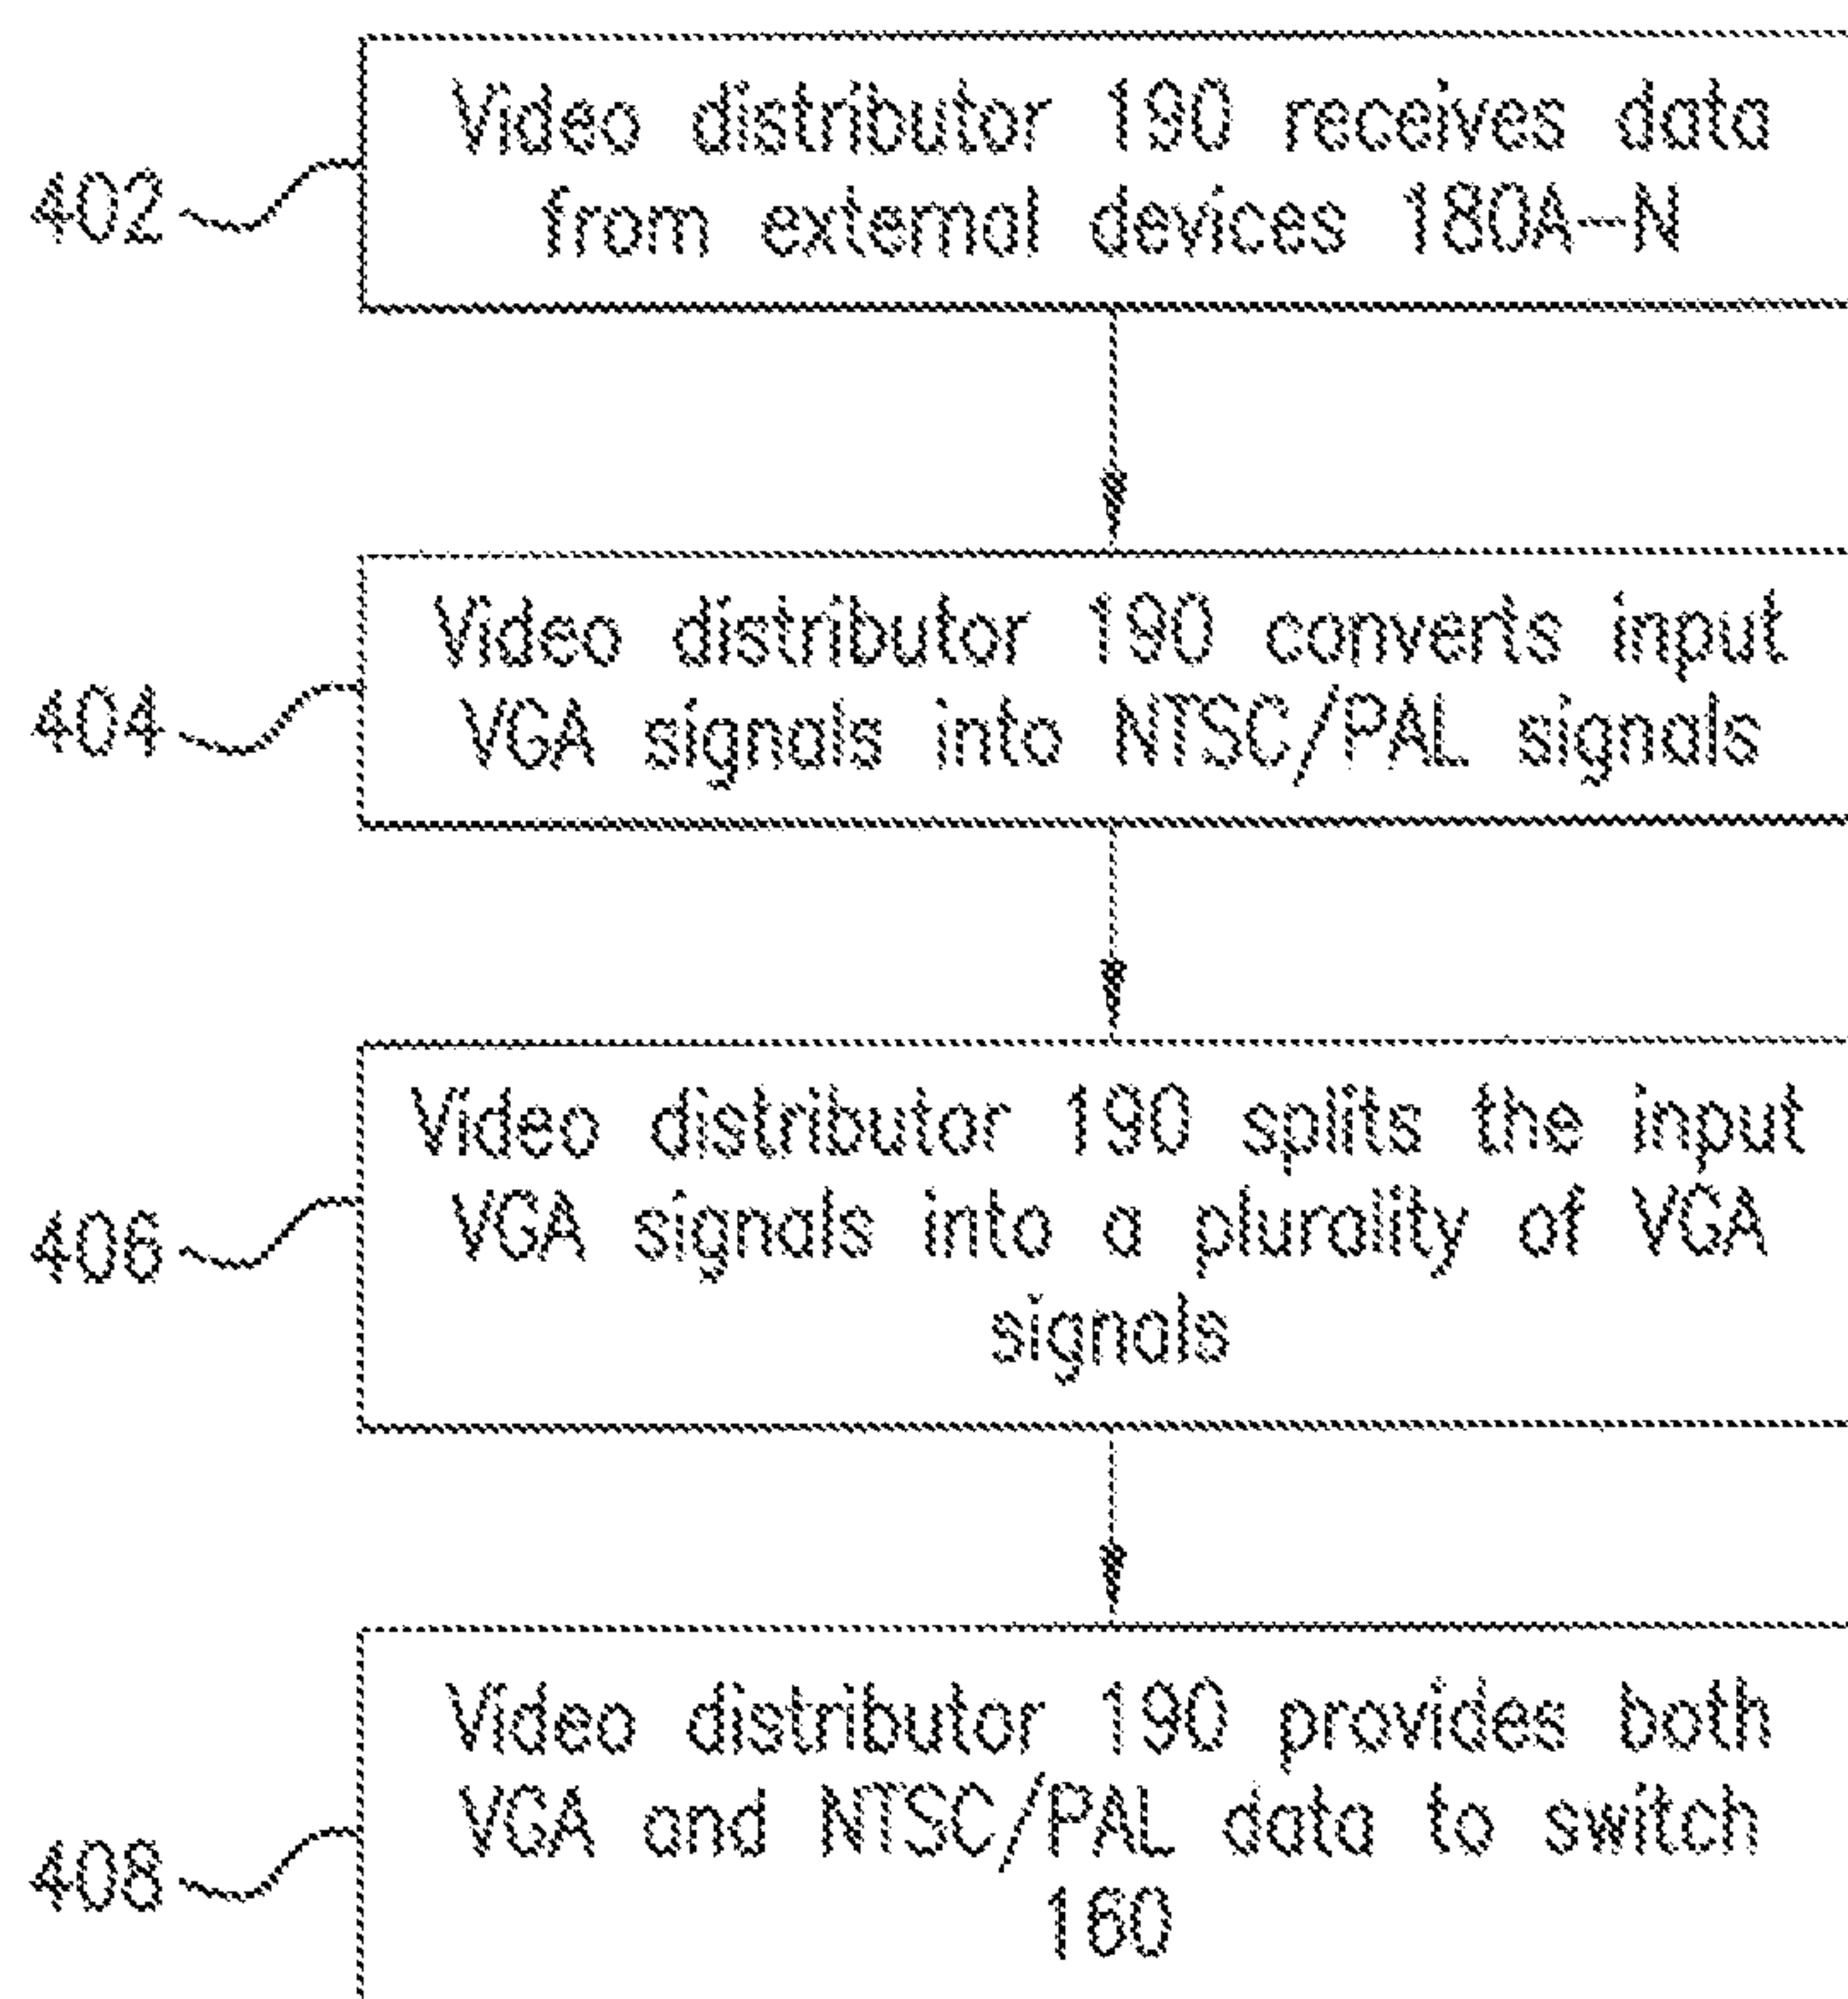 402
Video distributor 190 receives data
from external devices 180A-N
404
Video distributor 190 converts input
VGA signals into NTSC/PAL signals
406
Video distributor 190 splits the input
VGA signals into a plurality of VGA
signals
408
Video distributor 190 provides both
VGA and NTSC/PAL data to switch
160